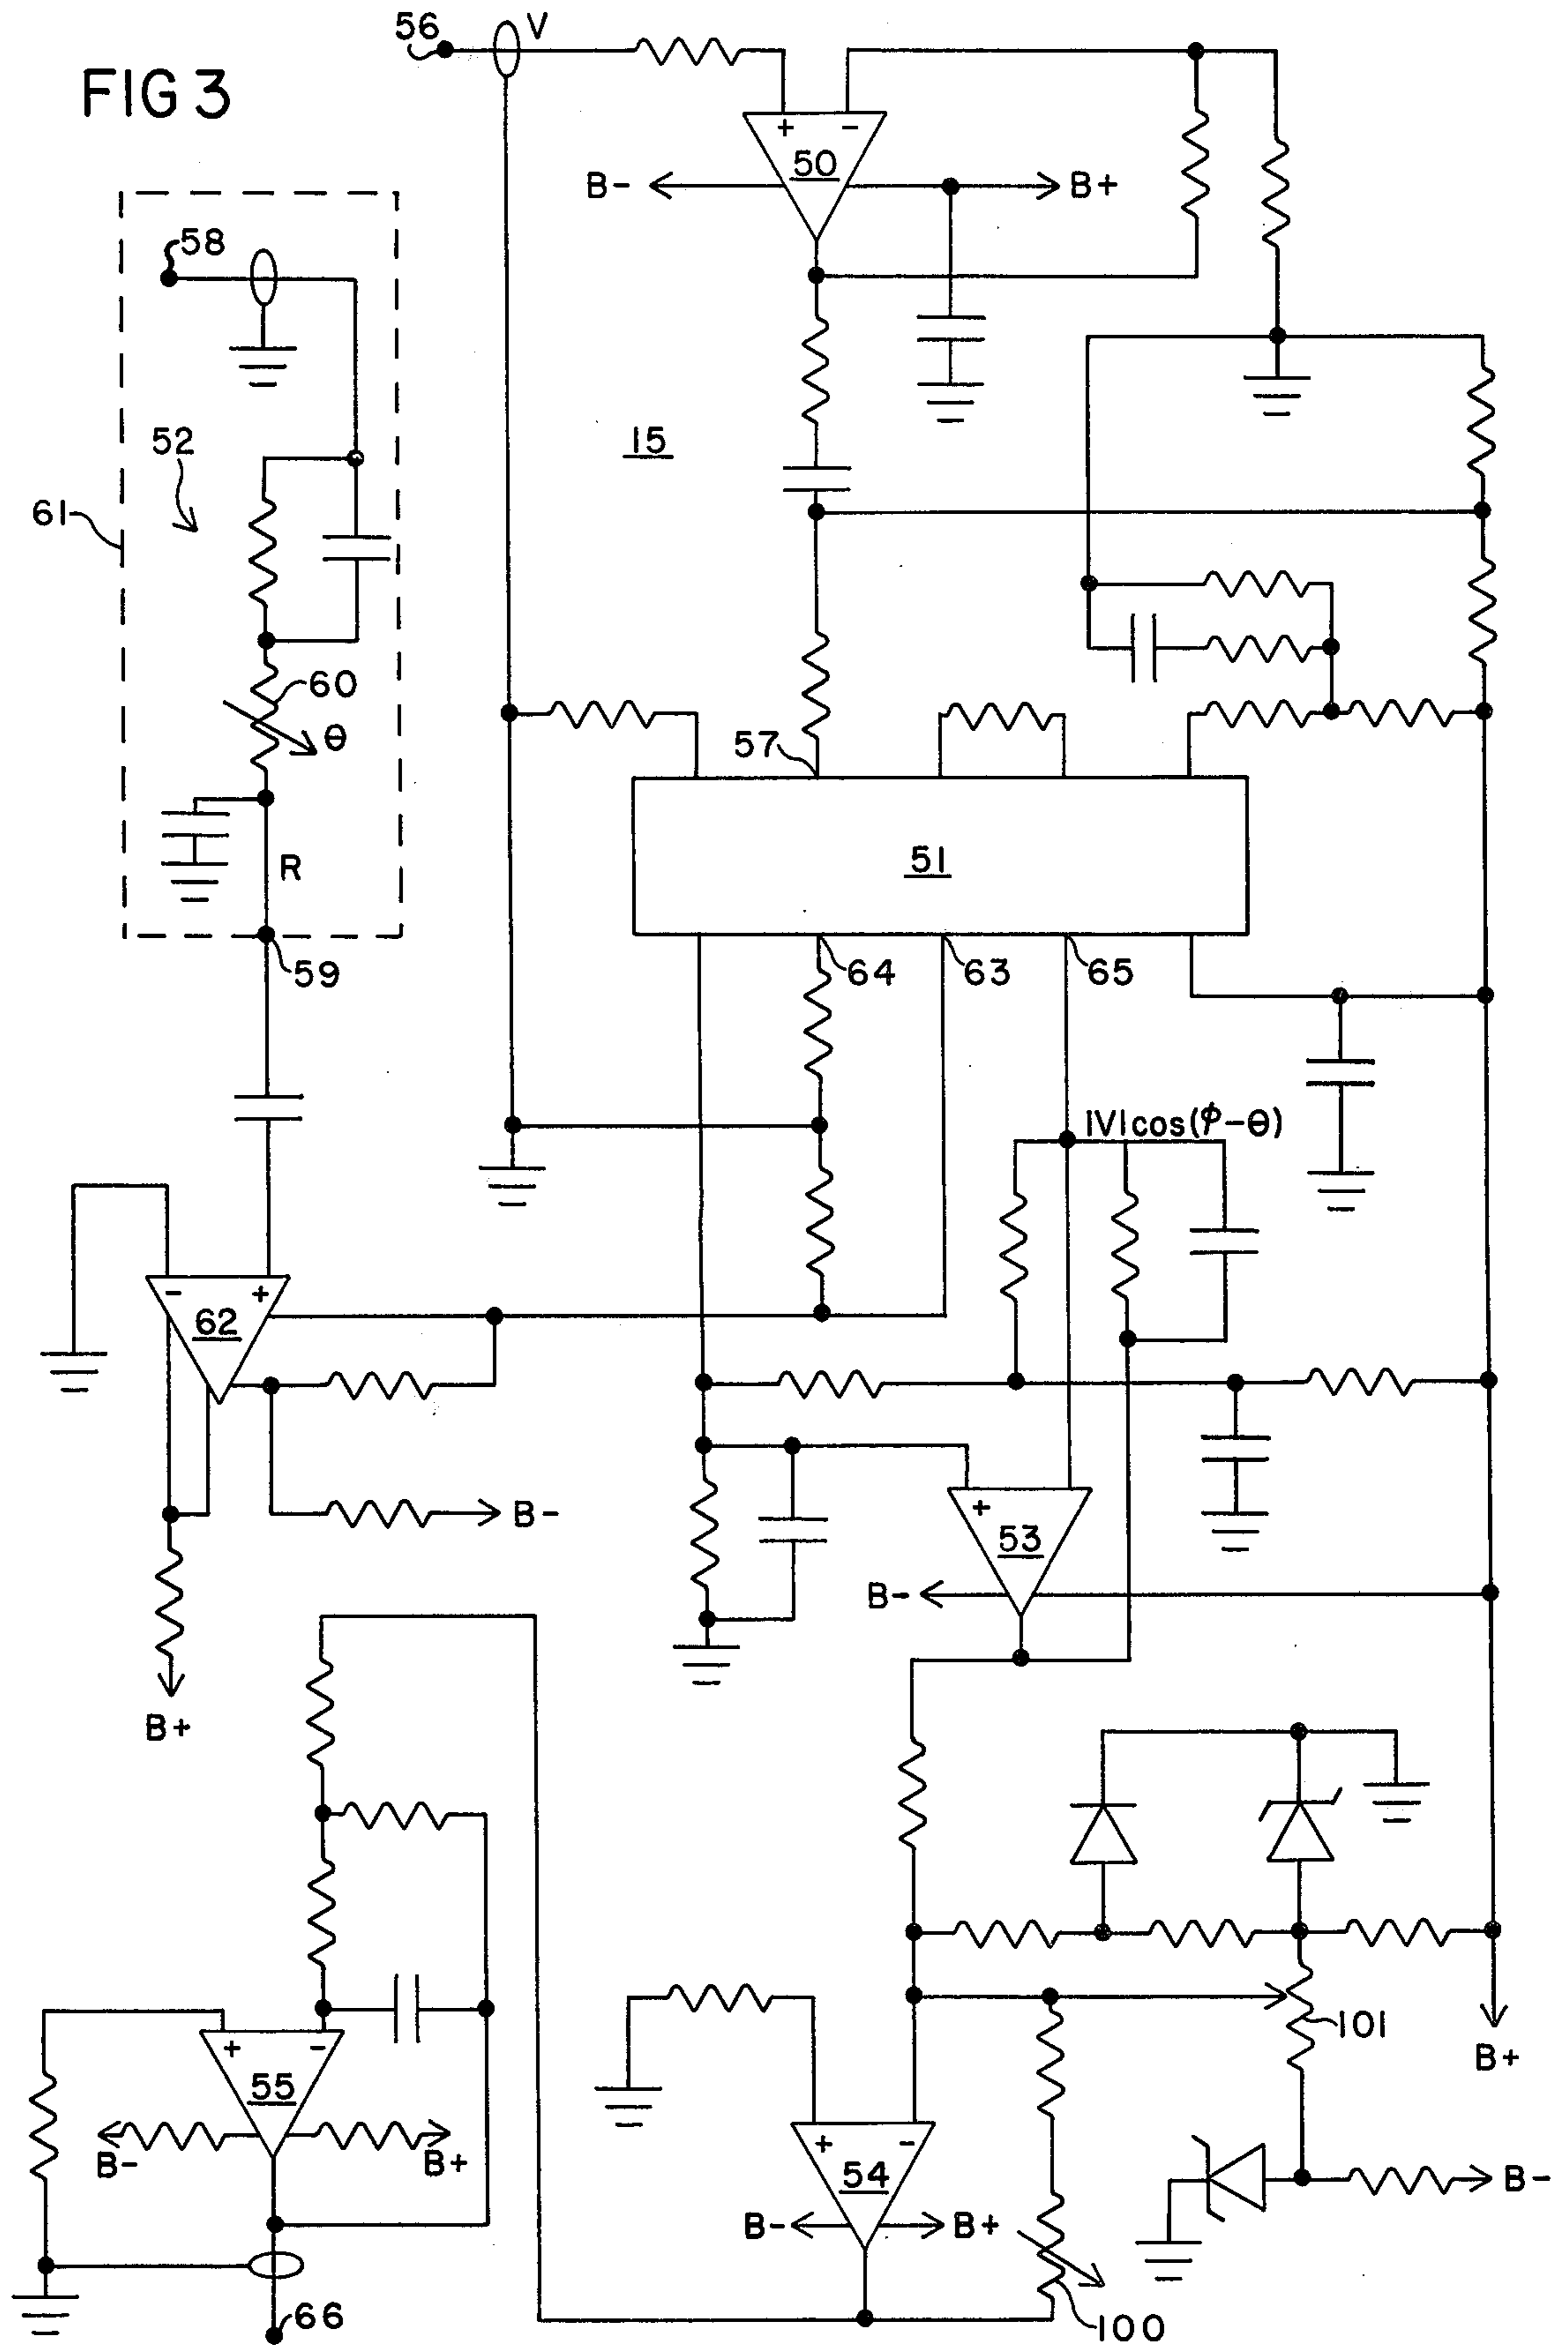 FIG 3
56
V
+ -
50
B- B+
58
15
52
61
60
θ
57
R
51
59
64 63 65
|V|cos(φ-θ)
- +
62
B-
+
53
B-
B+
101
B+
+ -
55
B- B+
+ -
54
B- B+
B-
66
100